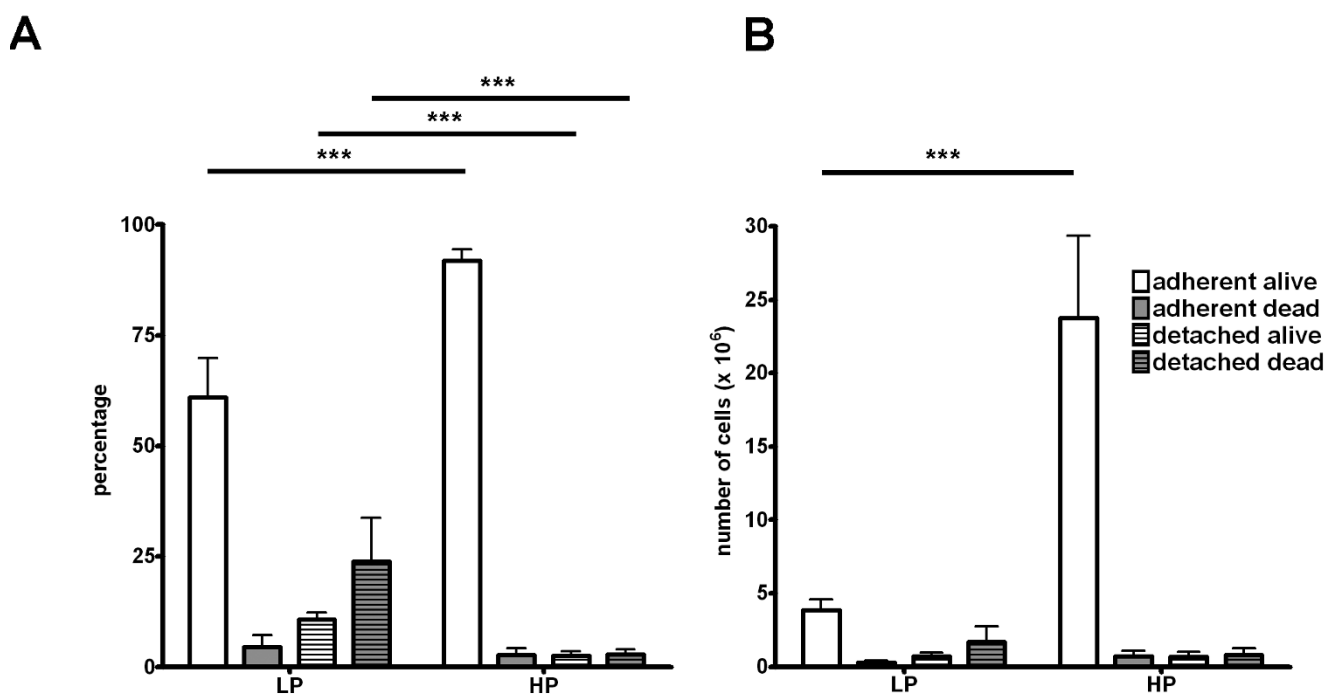 A
***
***
***
100
75
50
25
0
percentage
LP
HP
B
***
30
25
20
15
10
5
0
number of cells (x 10⁶)
LP
HP
adherent alive
adherent dead
detached alive
detached dead